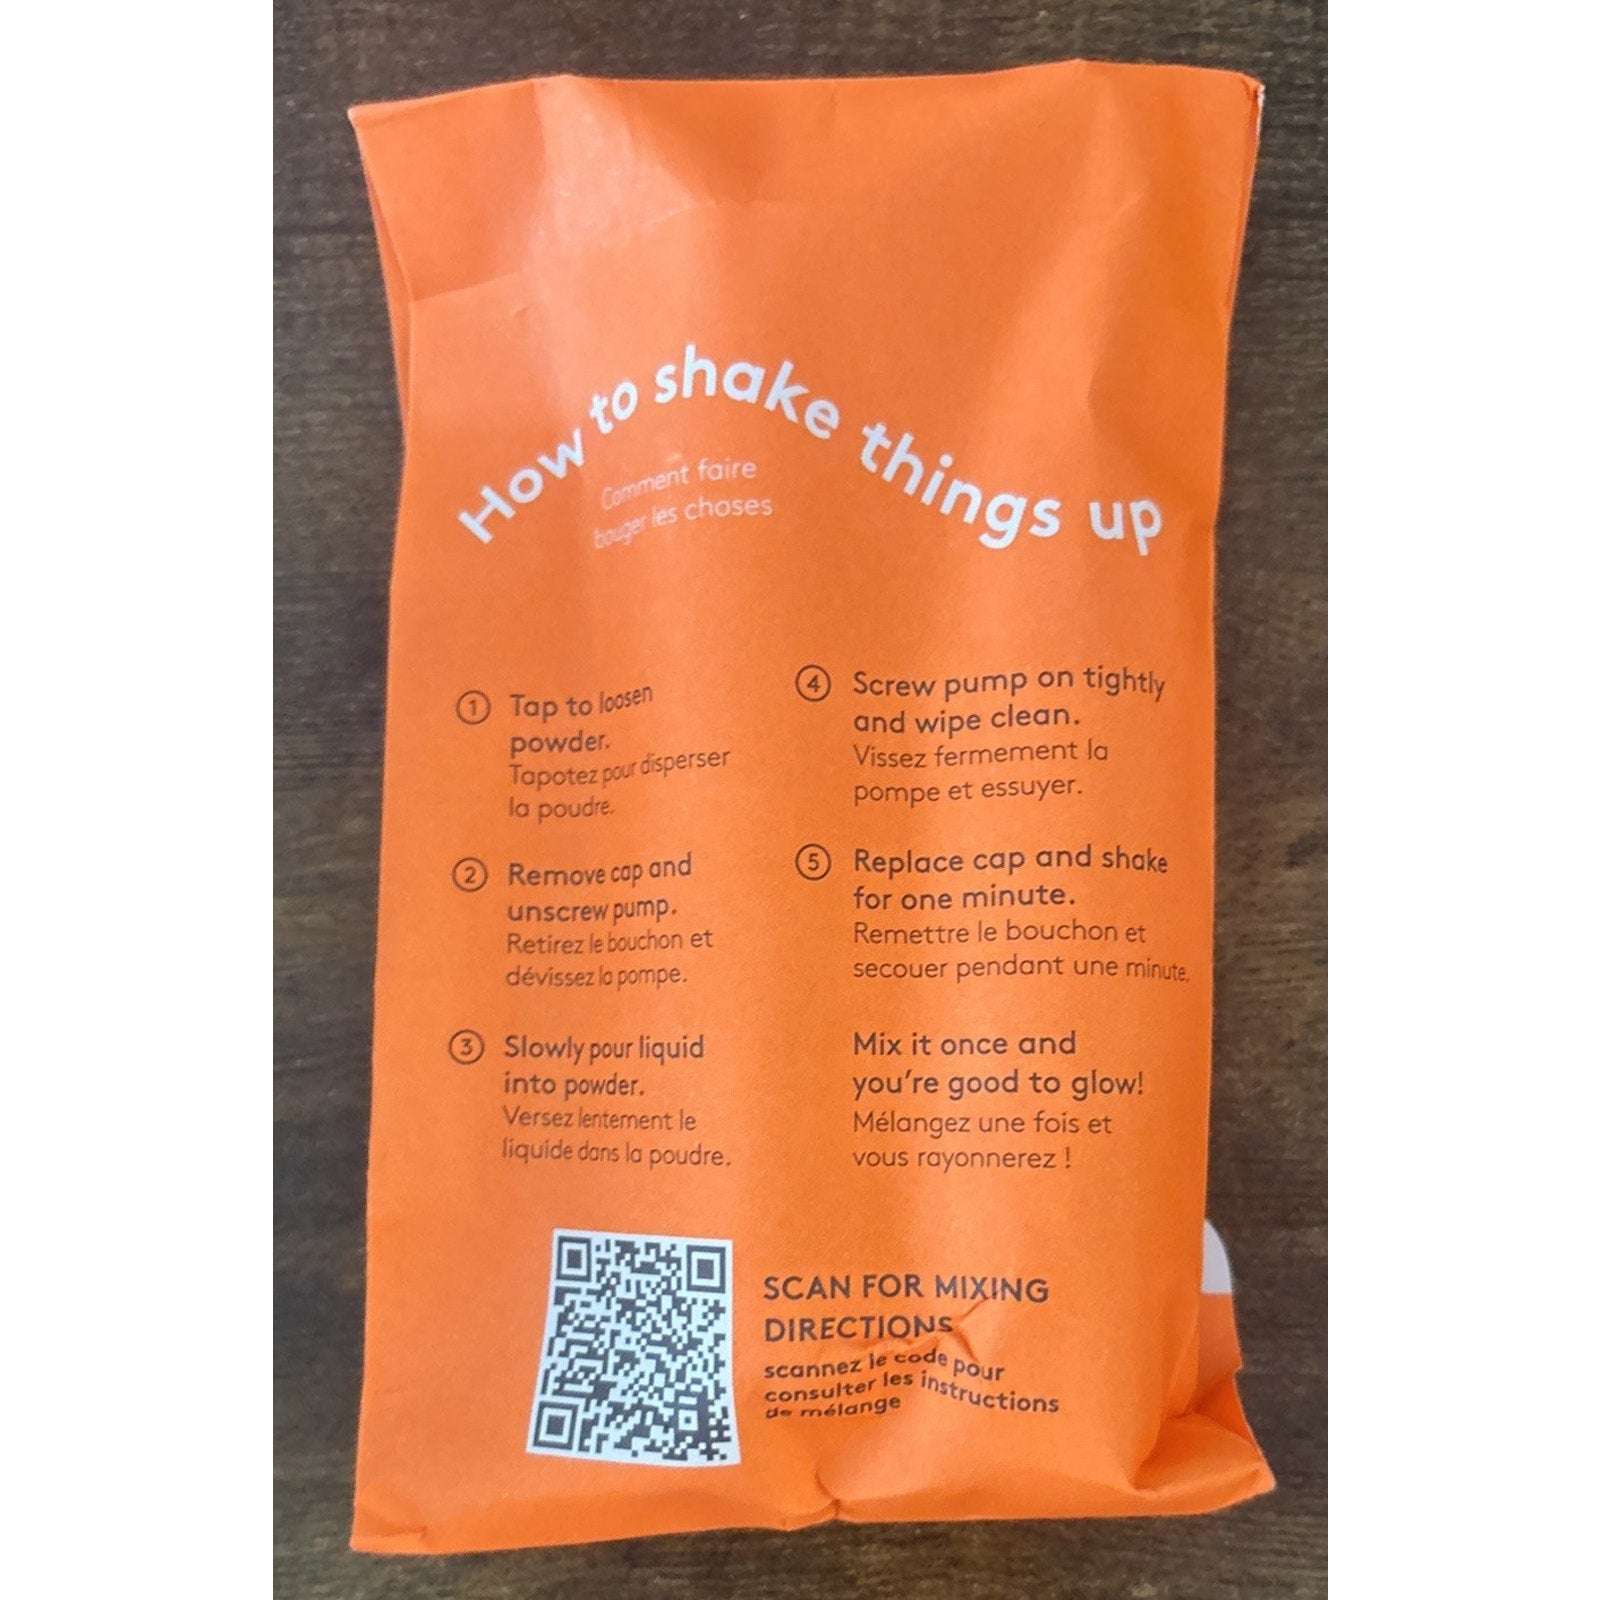 How to shake things up
Comment faire
bouger les choses
1 Tap to loosen
powder.
Tapotez pour disperser
la poudre.
2 Remove cap and
unscrew pump.
Retirez le bouchon et
dévissez la pompe.
3 Slowly pour liquid
into powder.
Versez lentement le
liquide dans la poudre.
4 Screw pump on tightly
and wipe clean.
Vissez fermement la
pompe et essuyer.
5 Replace cap and shake
for one minute.
Remettre le bouchon et
secouer pendant une minute.
Mix it once and
you're good to glow!
Mélangez une fois et
vous rayonnerez !
SCAN FOR MIXING
DIRECTIONS
scannez le code pour
consulter les instructions
de mélange